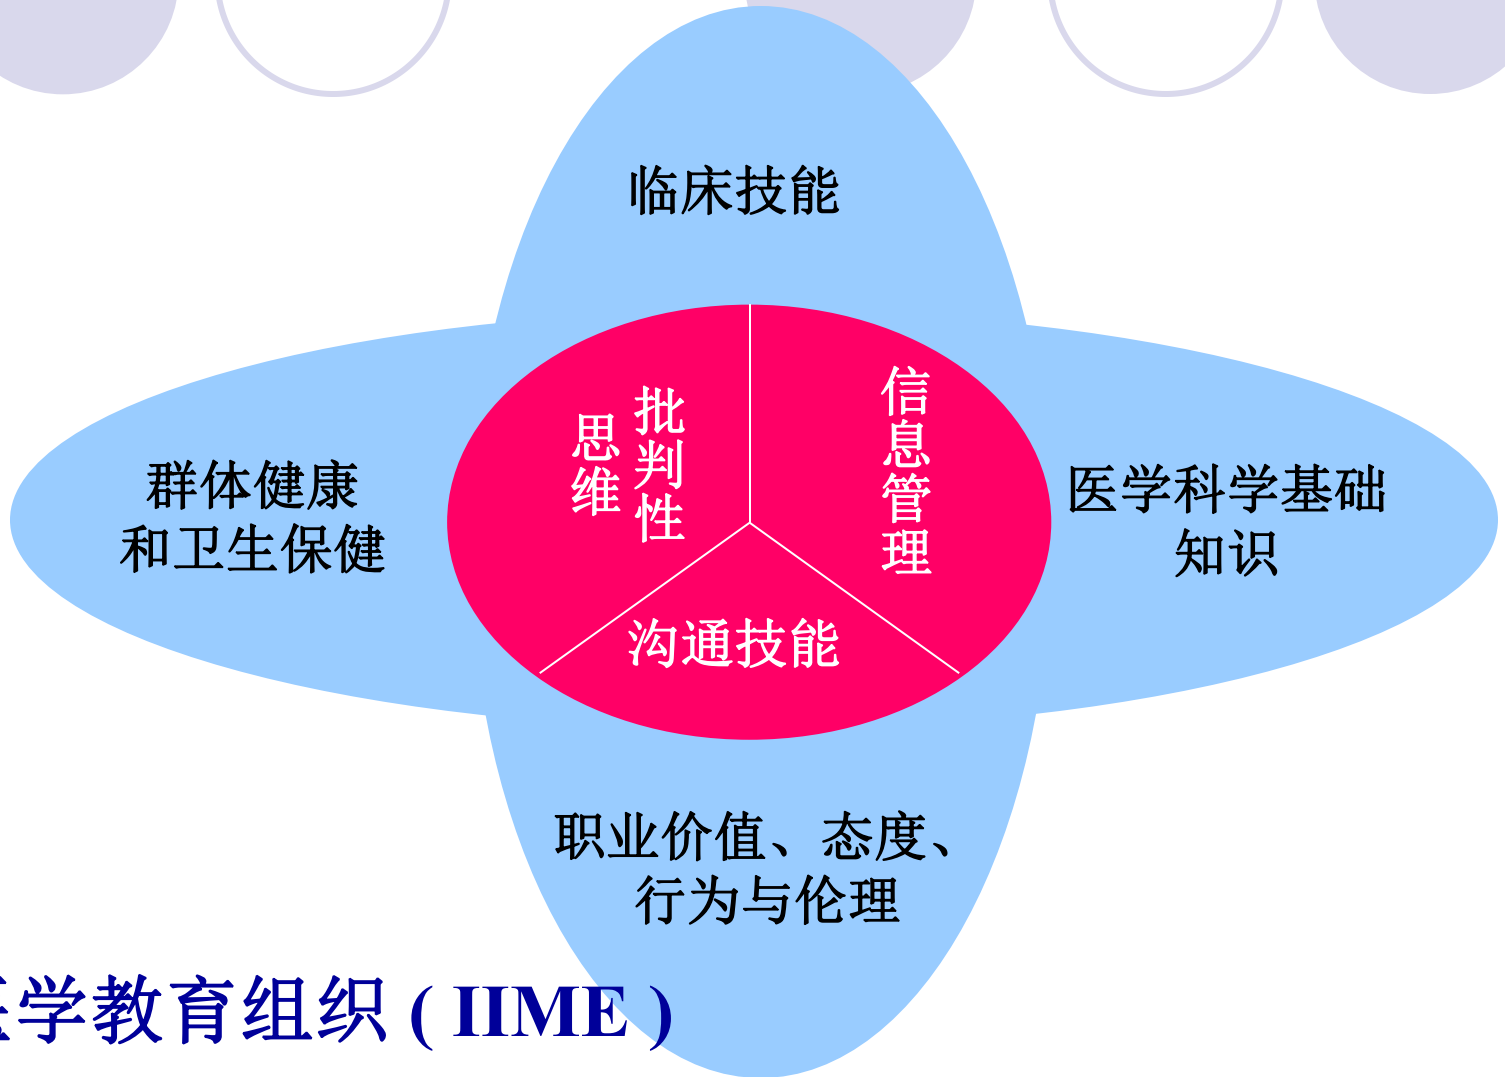 临床技能
批判性
思维
信息管理
群体健康
和卫生保健
医学科学基础
知识
沟通技能
职业价值、态度、
行为与伦理
医学教育组织 ( IIME )